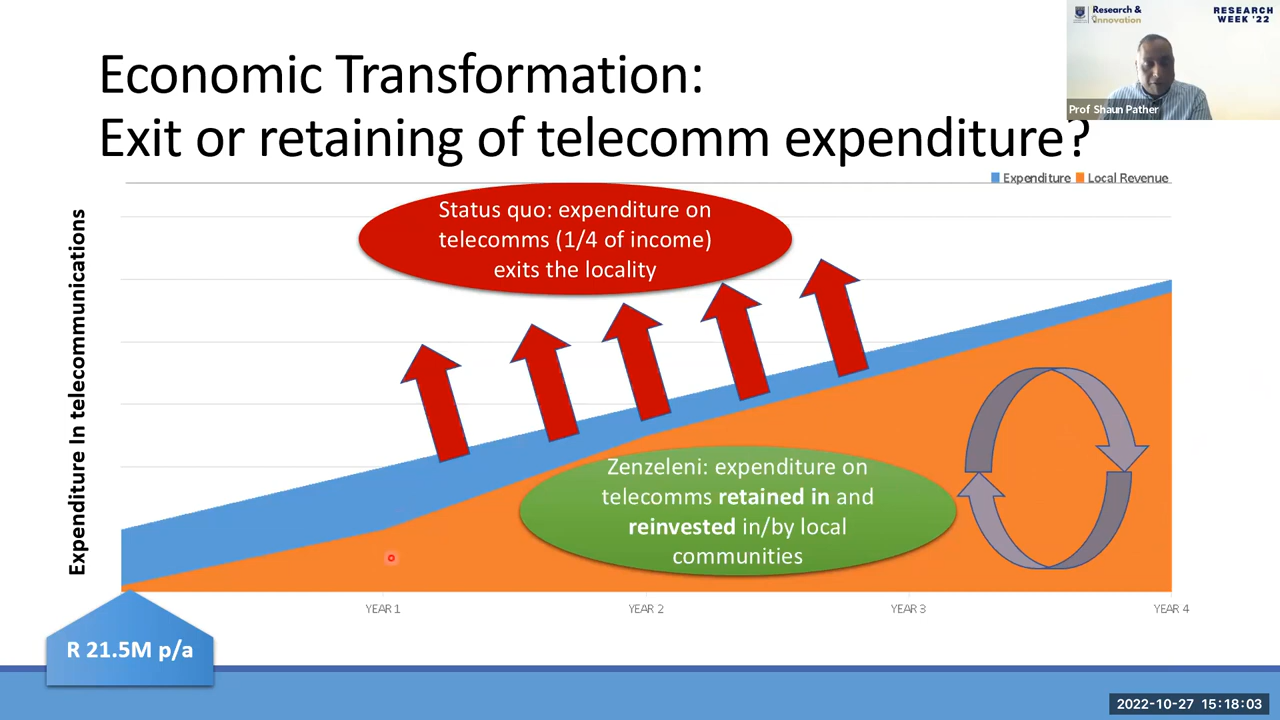 Research &
Innovation
RESEARCH
WEEK '22
Prof Shaun Pather
Economic Transformation:
Exit or retaining of telecomm expenditure?
Expenditure Local Revenue
Expenditure In telecommunications
Status quo: expenditure on
telecomms (1/4 of income)
exits the locality
Zenzeleni: expenditure on
telecomms retained in and
reinvested in/by local
communities
YEAR 1 YEAR 2 YEAR 3 YEAR 4
R 21.5M p/a
2022-10-27 15:18:03